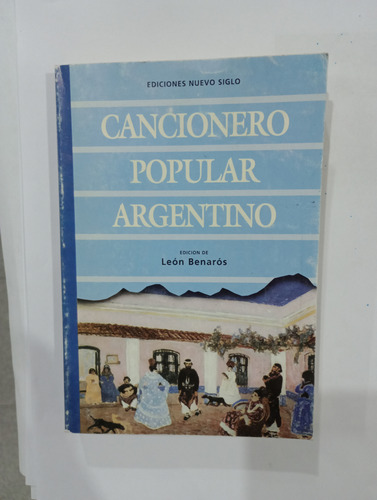 EDICIONES NUEVO SIGLO
CANCIONERO
POPULAR
ARGENTINO
EDICION DE
León Benarós